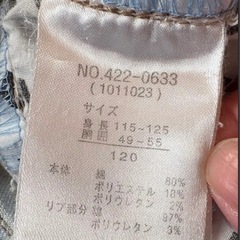 NO.422-0633
(1011023)
サイズ
身長 115~125
胴囲 49~55
120
本体 綿 80%
ポリエステル 18%
ポリウレタン 2%
リブ部分 綿 97%
ポリウレタン 3%